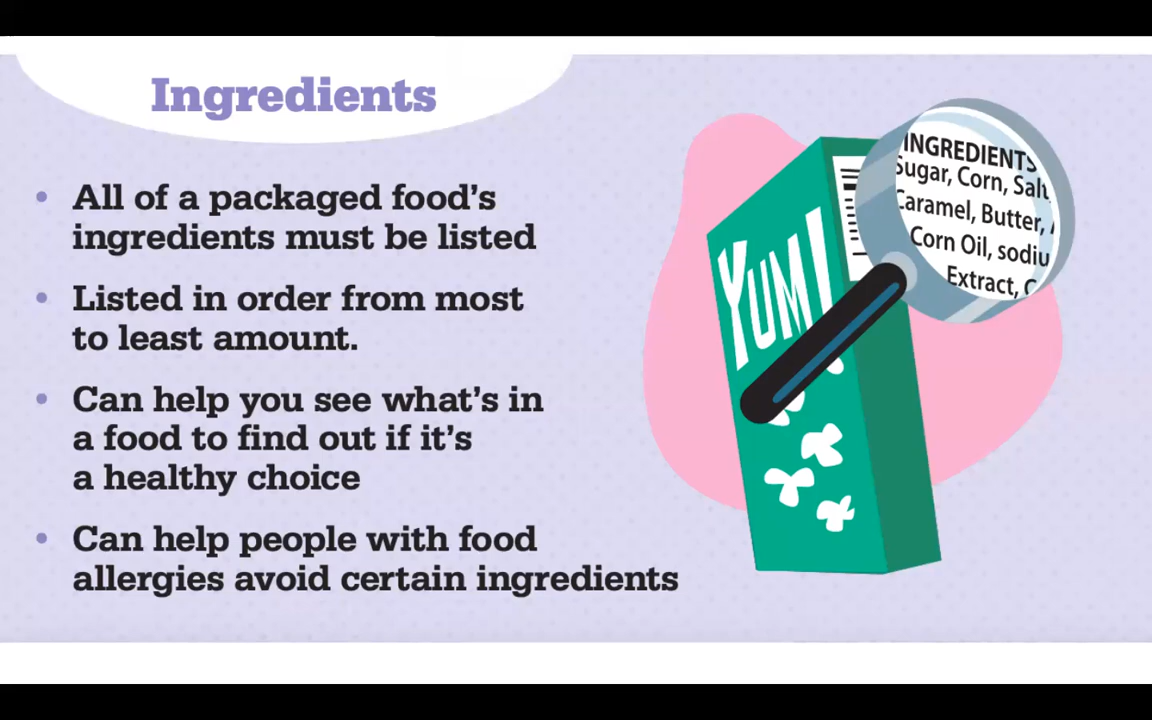 Ingredients
All of a packaged food's
ingredients must be listed
Listed in order from most
to least amount.
Can help you see what's in
a food to find out if it's
a healthy choice
Can help people with food
allergies avoid certain ingredients
YUM!
INGREDIENTS
Sugar, Corn, Salt,
Caramel, Butter,
Corn Oil, sodiu
Extract,